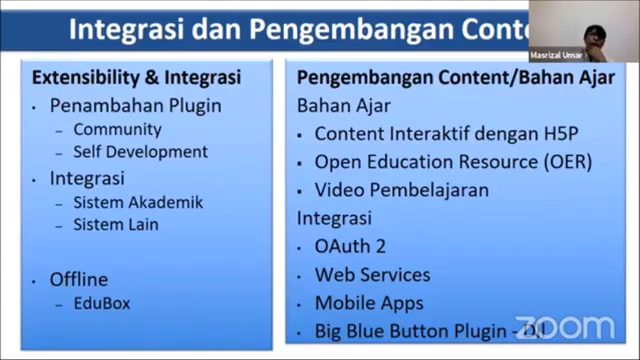 Integrasi dan Pengembangan Conte
Masrizal Umar
Extensibility & Integrasi
• Penambahan Plugin
– Community
– Self Development
• Integrasi
– Sistem Akademik
– Sistem Lain
• Offline
– EduBox
Pengembangan Content/Bahan Ajar
Bahan Ajar
• Content Interaktif dengan H5P
• Open Education Resource (OER)
• Video Pembelajaran
Integrasi
• OAuth 2
• Web Services
• Mobile Apps
• Big Blue Button Plugin -
zoom